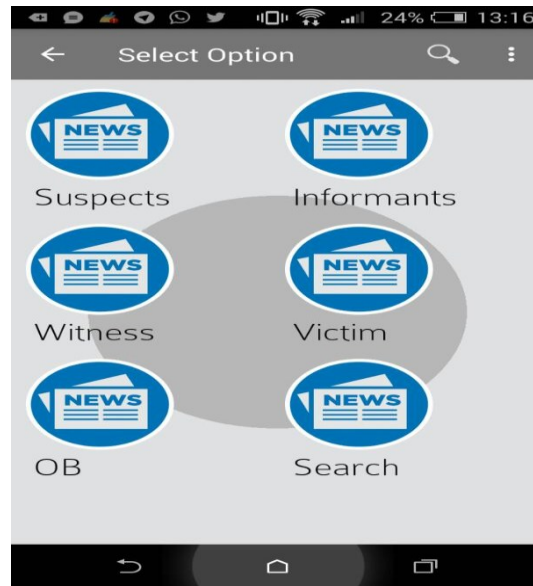 24% 13:16
Select Option
NEWS NEWS
Suspects Informants
NEWS NEWS
Witness Victim
NEWS NEWS
OB Search